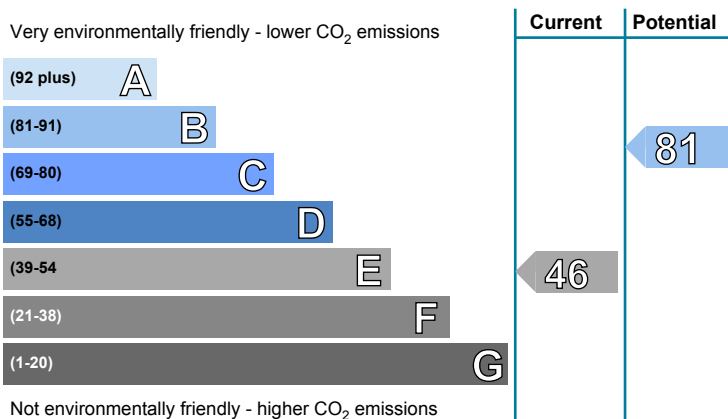 Very environmentally friendly - lower CO2 emissions
Current
Potential
(92 plus) A
(81-91) B
81
(69-80) C
(55-68) D
(39-54 E
46
(21-38) F
(1-20) G
Not environmentally friendly - higher CO2 emissions